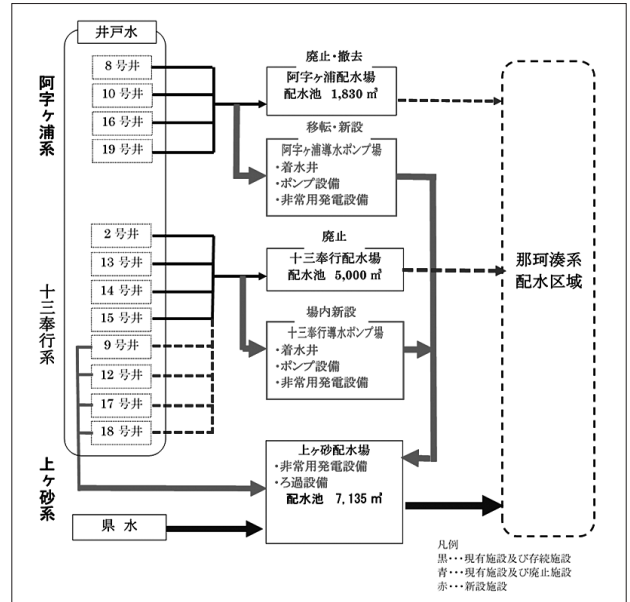 井戸水
阿字ヶ浦系
8号井
10号井
16号井
19号井
廃止・撤去
阿字ヶ浦配水場
配水池 1,830㎥
移転・新設
阿字ヶ浦導水ポンプ場
・着水井
・ポンプ設備
・非常用発電設備
十三奉行系
2号井
13号井
14号井
15号井
9号井
12号井
17号井
18号井
廃止
十三奉行配水場
配水池 5,000㎥
場内新設
十三奉行導水ポンプ場
・着水井
・ポンプ設備
・非常用発電設備
上ヶ砂系
県水
上ヶ砂配水場
・非常用発電設備
・ろ過設備
配水池 7,135㎥
那珂湊系
配水区域
凡例
黒・・・現有施設及び存続施設
青・・・現有施設及び廃止施設
赤・・・新設施設